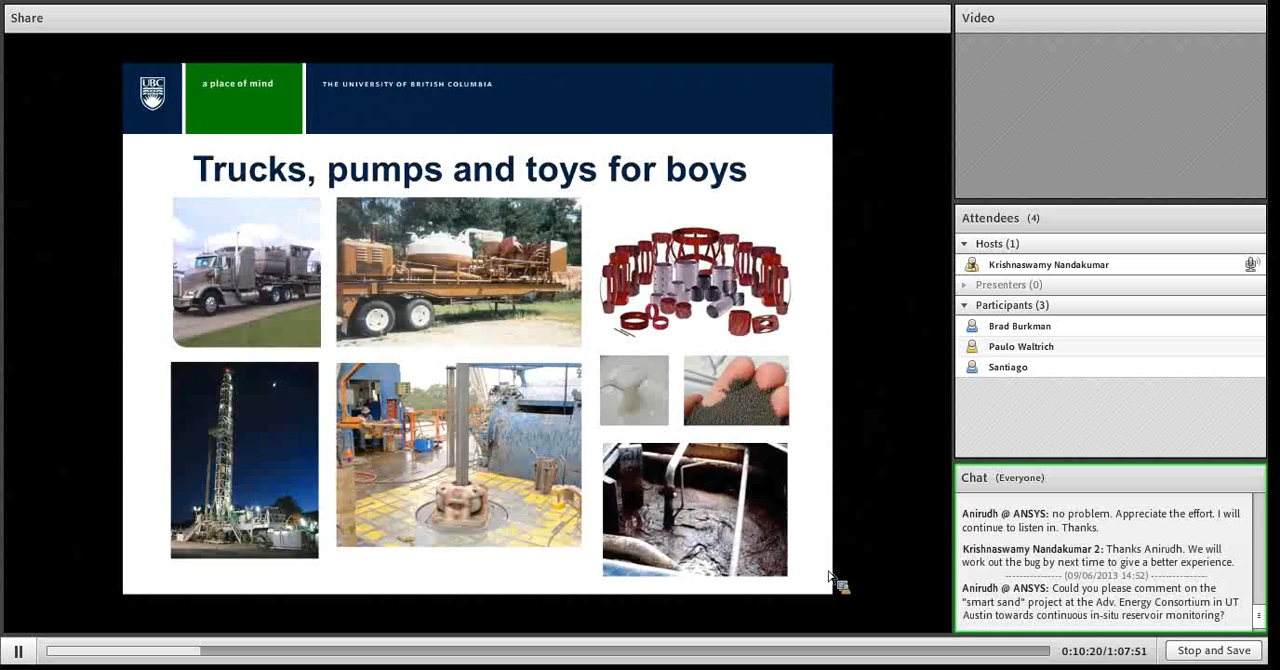 Share
UBC
a place of mind
THE UNIVERSITY OF BRITISH COLUMBIA
Trucks, pumps and toys for boys
Video
Attendees (4)
Hosts (1)
Krishnaswamy Nandakumar
Presenters (0)
Participants (3)
Brad Burkman
Paulo Waltrich
Santiago
Chat (Everyone)
Anirudh @ ANSYS: no problem. Appreciate the effort. I will
continue to listen in. Thanks.
Krishnaswamy Nandakumar 2: Thanks Anirudh. We will
work out the bug by next time to give a better experience.
---------------- (09/06/2013 14:52) ----------------
Anirudh @ ANSYS: Could you please comment on the
"smart sand" project at the Adv. Energy Consortium in UT
Austin towards continuous in-situ reservoir monitoring?
0:10:20/1:07:51
Stop and Save